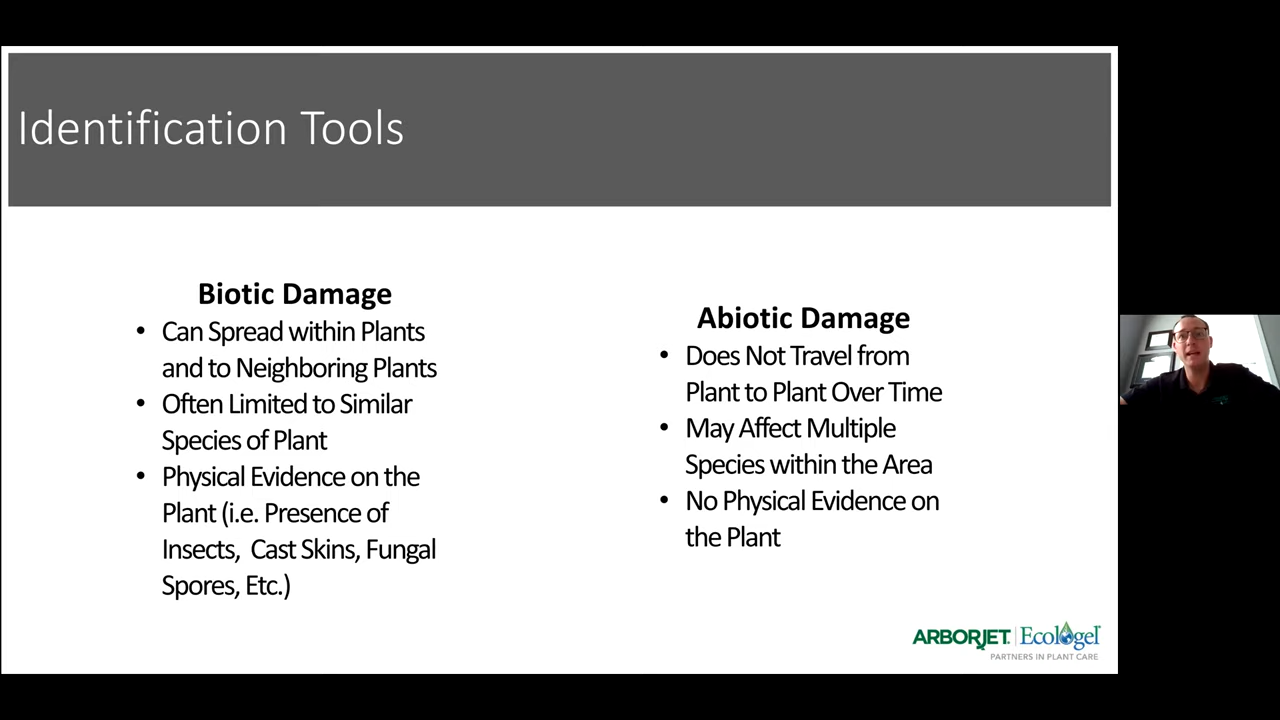 Identification Tools
Biotic Damage
• Can Spread within Plants
and to Neighboring Plants
• Often Limited to Similar
Species of Plant
• Physical Evidence on the
Plant (i.e. Presence of
Insects, Cast Skins, Fungal
Spores, Etc.)
Abiotic Damage
• Does Not Travel from
Plant to Plant Over Time
• May Affect Multiple
Species within the Area
• No Physical Evidence on
the Plant
ARBORJET. | Ecologel
PARTNERS IN PLANT CARE